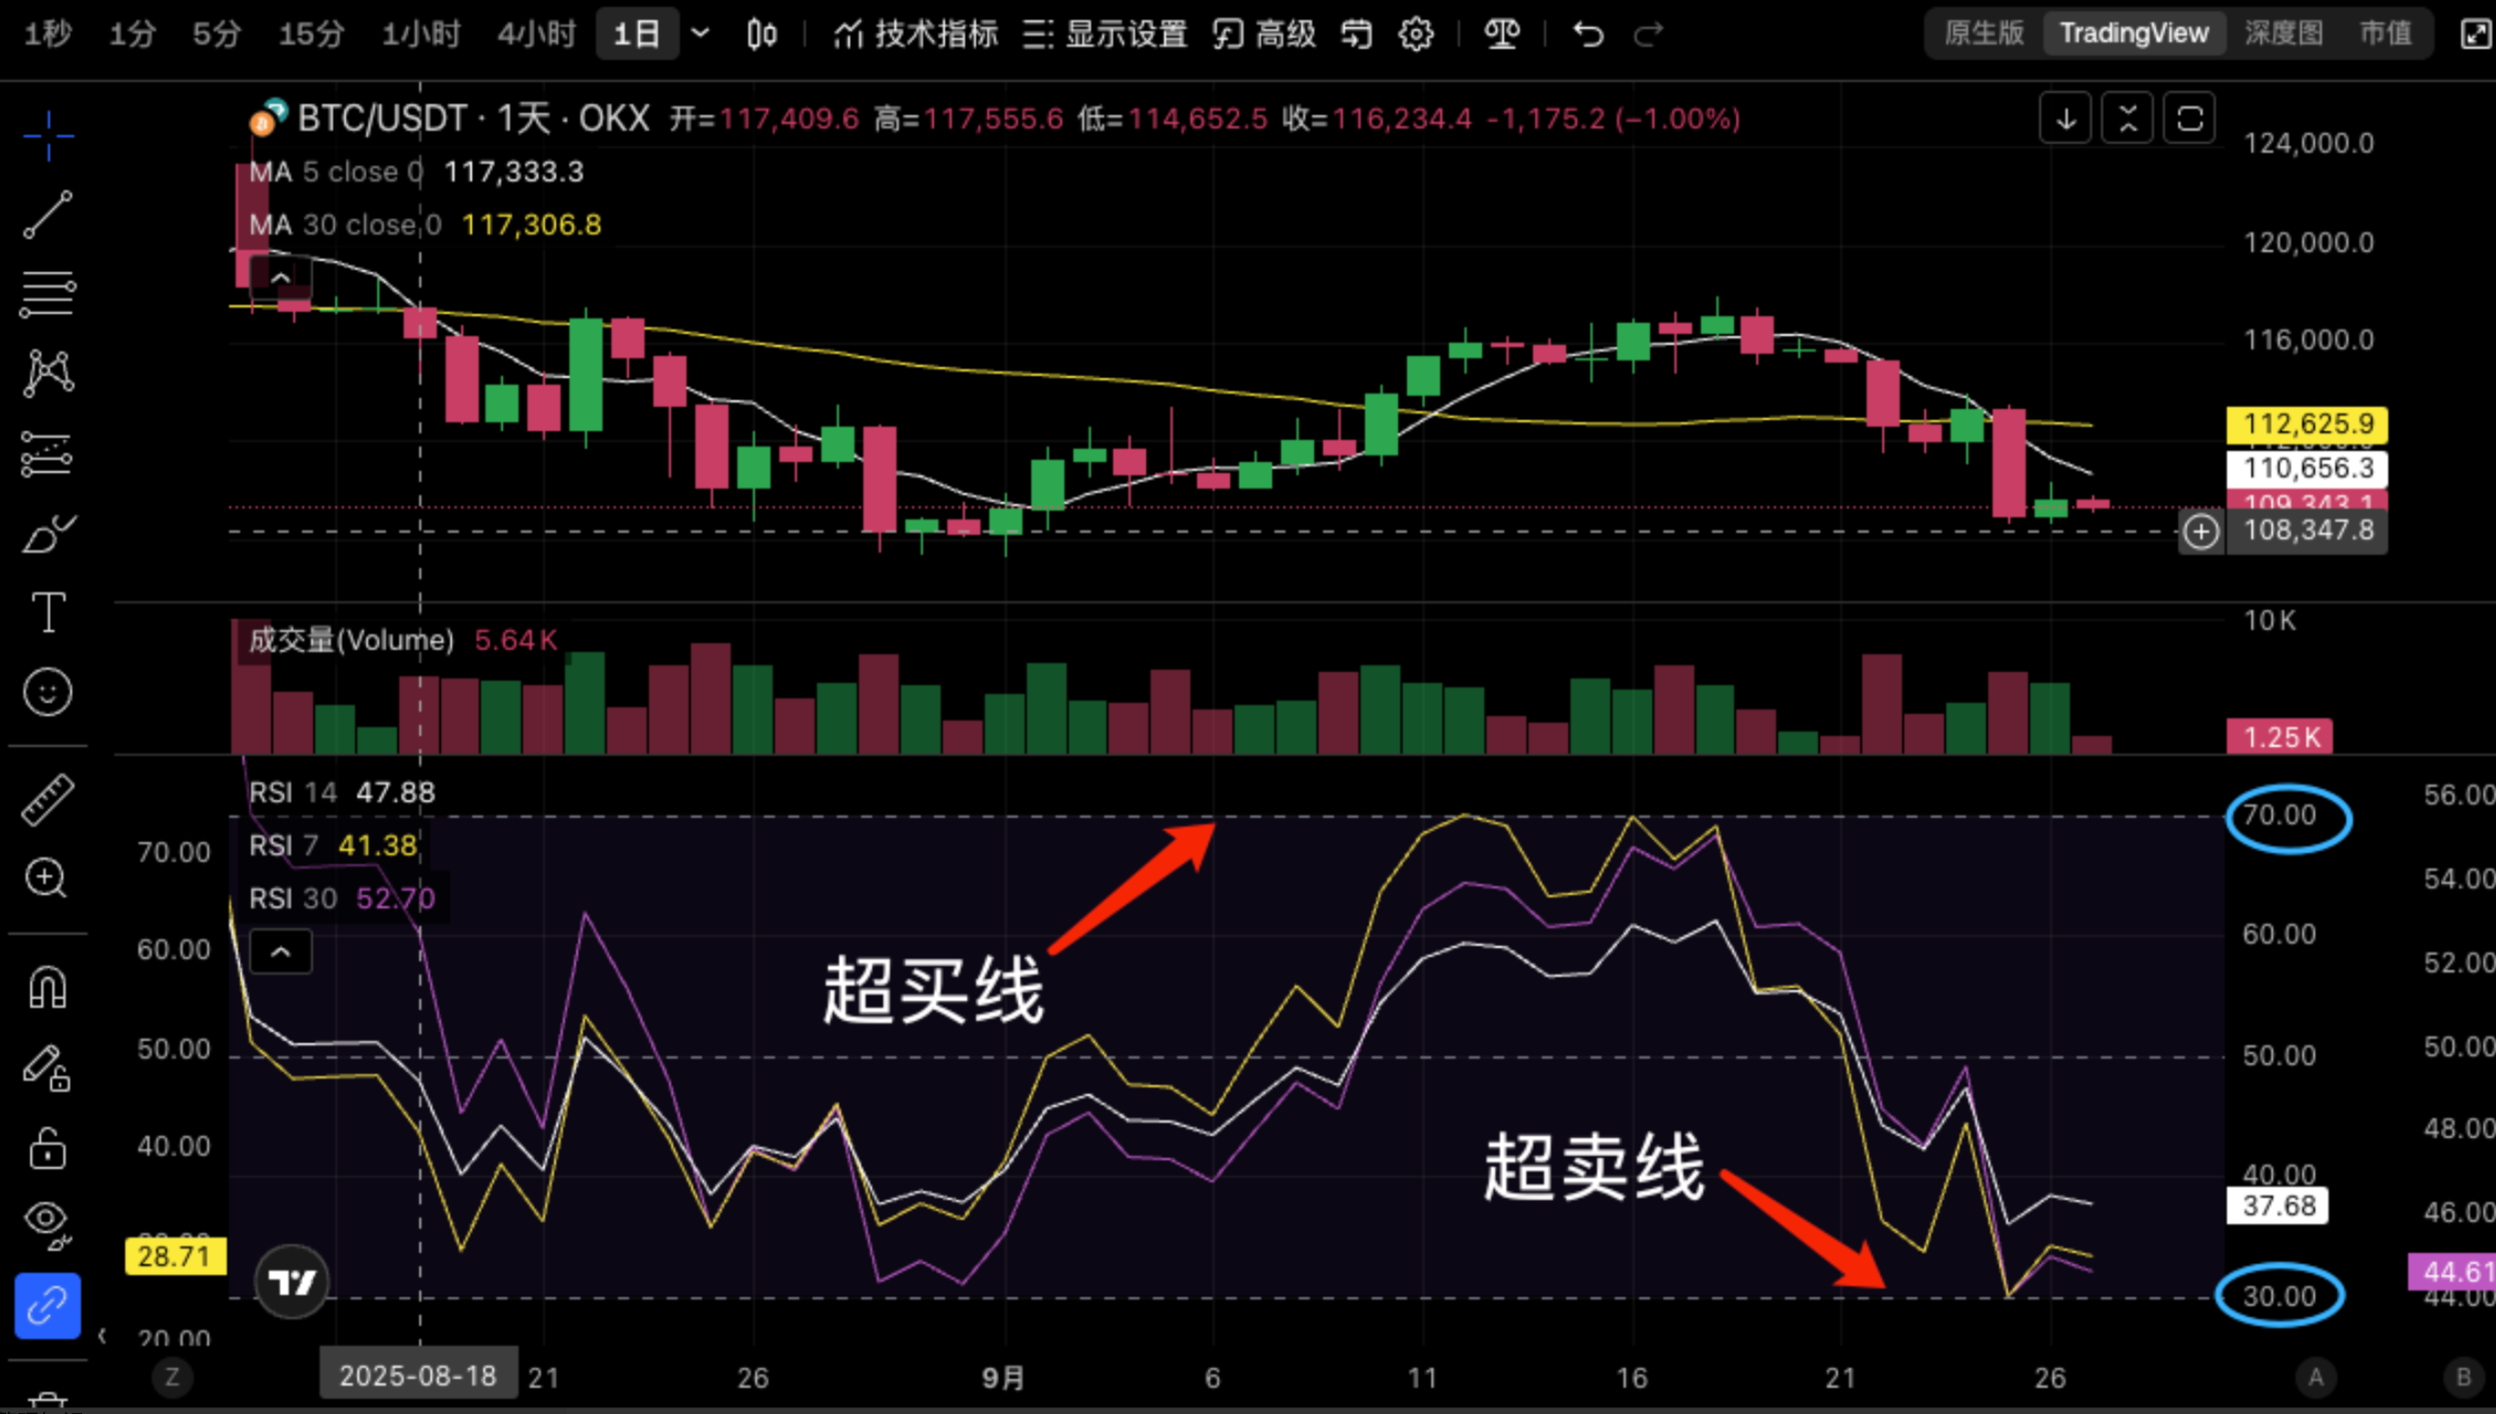 1秒 1分 5分 15分 1小时 4小时 1日 技术指标 显示设置 高级 原生版 TradingView 深度图 市值
BTC/USDT · 1天 · OKX 开=117,409.6 高=117,555.6 低=114,652.5 收=116,234.4 -1,175.2 (−1.00%)
MA 5 close 0 117,333.3
MA 30 close 0 117,306.8
124,000.0
120,000.0
116,000.0
112,625.9
110,656.3
109,343.1
108,347.8
成交量(Volume) 5.64K
10K
1.25K
RSI 14 47.88
RSI 7 41.38
RSI 30 52.70
70.00
60.00
50.00
40.00
28.71
20.00
超买线
超卖线
70.00
60.00
50.00
40.00
37.68
30.00
56.00
54.00
52.00
50.00
48.00
46.00
44.61
44.00
Z 2025-08-18 21 26 9月 6 11 16 21 26 A B